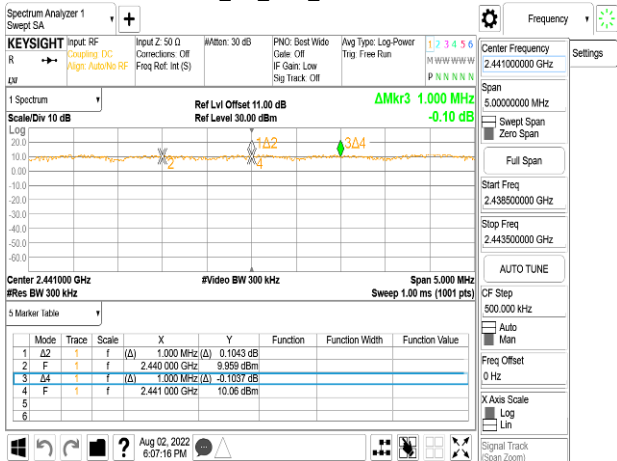 Spectrum Analyzer 1
Swept SA
+
Frequency
KEYSIGHT
Input: RF
Coupling: DC
Align: Auto/No RF
Input Z: 50 Ω
Corrections: Off
Freq Ref: Int (S)
#Atten: 30 dB
PNO: Best Wide
Gate: Off
IF Gain: Low
Sig Track: Off
Avg Type: Log-Power
Trig: Free Run
1 2 3 4 5 6
M W W W W W
P N N N N N
R
LXI
Center Frequency
2.441000000 GHz
Settings
Span
5.00000000 MHz
Swept Span
Zero Span
Full Span
Start Freq
2.438500000 GHz
Stop Freq
2.443500000 GHz
AUTO TUNE
CF Step
500.000 kHz
Auto
Man
Freq Offset
0 Hz
X Axis Scale
Log
Lin
Signal Track
(Span Zoom)
1 Spectrum
Scale/Div 10 dB
Ref Lvl Offset 11.00 dB
Ref Level 30.00 dBm
ΔMkr3 1.000 MHz
-0.10 dB
Log
20.0
10.0
0.00
-10.0
-20.0
-30.0
-40.0
-50.0
-60.0
2
1Δ2
4
3Δ4
Center 2.441000 GHz
#Res BW 300 kHz
#Video BW 300 kHz
Span 5.000 MHz
Sweep 1.00 ms (1001 pts)
5 Marker Table
Mode Trace Scale X Y Function Function Width Function Value
1 Δ2 1 f (Δ) 1.000 MHz (Δ) 0.1043 dB
2 F 1 f 2.440 000 GHz 9.959 dBm
3 Δ4 1 f (Δ) 1.000 MHz (Δ) -0.1037 dB
4 F 1 f 2.441 000 GHz 10.06 dBm
5
6
?
Aug 02, 2022
6:07:16 PM